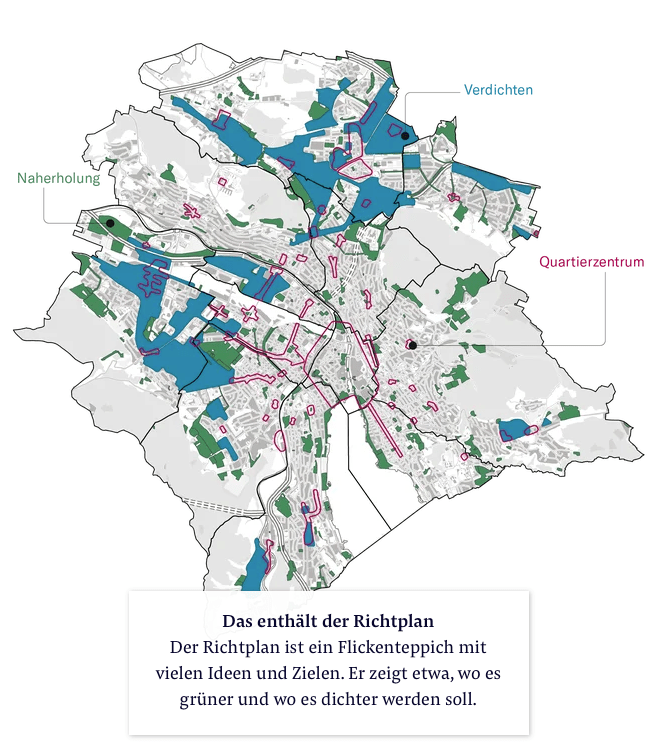 Verdichten
Naherholung
Quartierzentrum
Das enthält der Richtplan
Der Richtplan ist ein Flickenteppich mit
vielen Ideen und Zielen. Er zeigt etwa, wo es
grüner und wo es dichter werden soll.